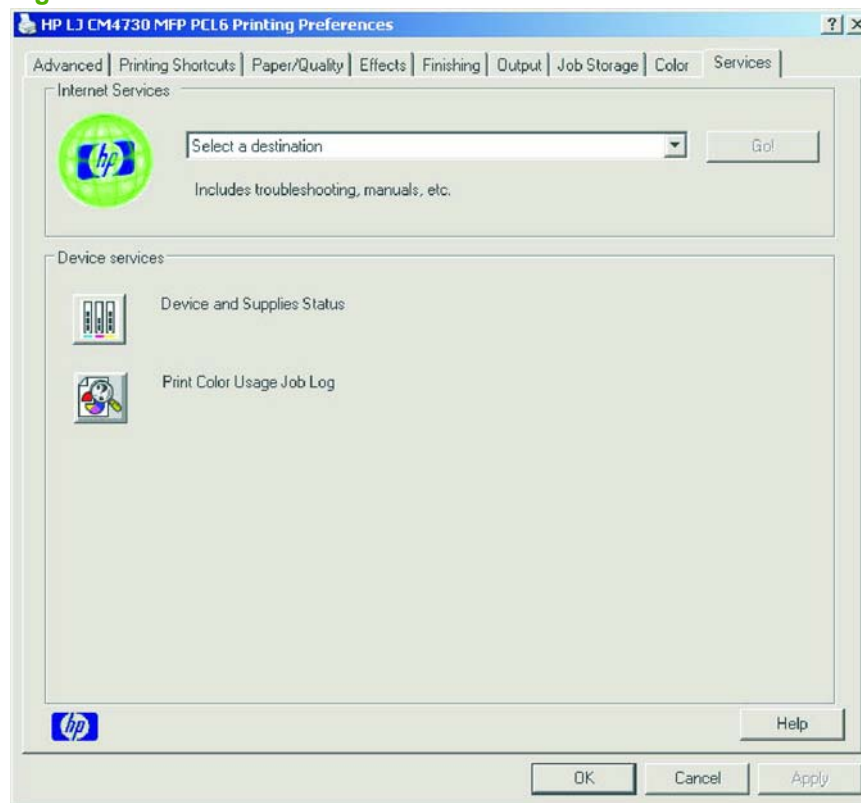 HP LJ CM4730 MFP PCL6 Printing Preferences
Advanced Printing Shortcuts Paper/Quality Effects Finishing Output Job Storage Color Services
Internet Services
hp
Select a destination
Go!
Includes troubleshooting, manuals, etc.
Device services
Device and Supplies Status
Print Color Usage Job Log
hp
Help
OK Cancel Apply